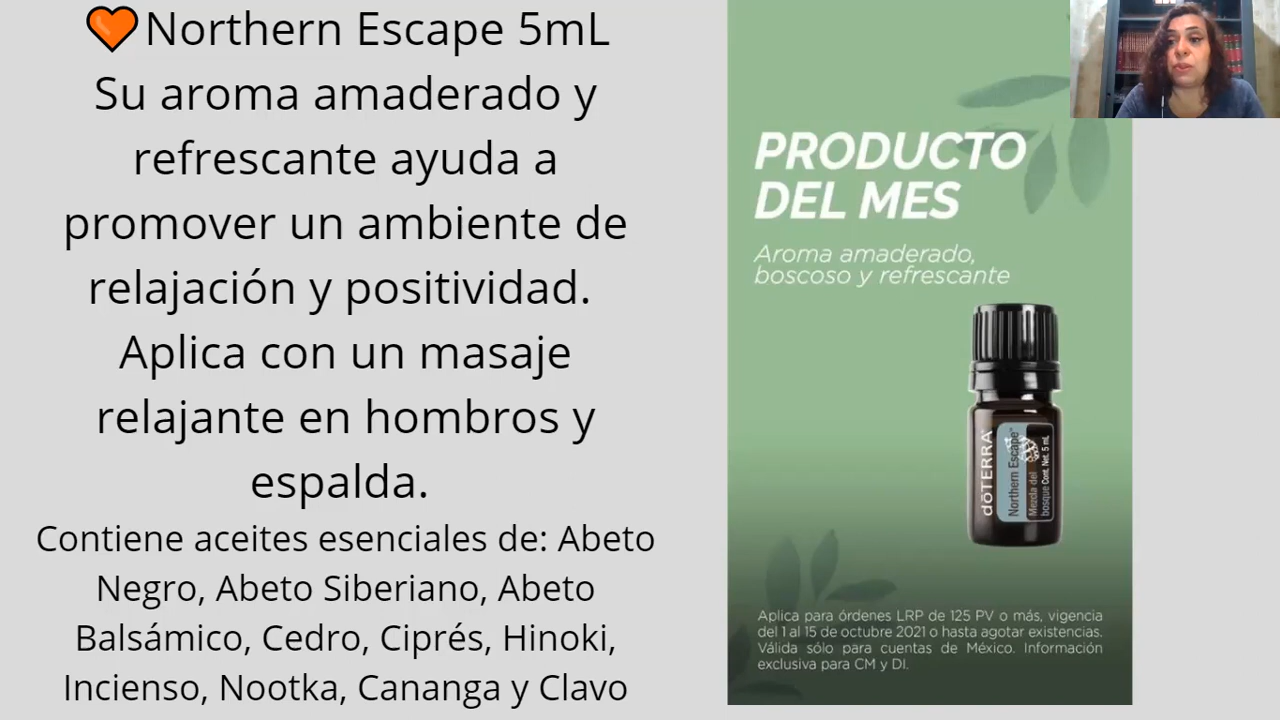 🧡Northern Escape 5mL
Su aroma amaderado y
refrescante ayuda a
promover un ambiente de
relajación y positividad.
Aplica con un masaje
relajante en hombros y
espalda.
Contiene aceites esenciales de: Abeto
Negro, Abeto Siberiano, Abeto
Balsámico, Cedro, Ciprés, Hinoki,
Incienso, Nootka, Cananga y Clavo
PRODUCTO
DEL MES
Aroma amaderado,
boscoso y refrescante
dōTERRA®
Northern Escape™
Mezcla del
bosque Cont. Net. 5 mL
Aplica para órdenes LRP de 125 PV o más, vigencia
del 1 al 15 de octubre 2021 o hasta agotar existencias.
Válida sólo para cuentas de México. Información
exclusiva para CM y DI.